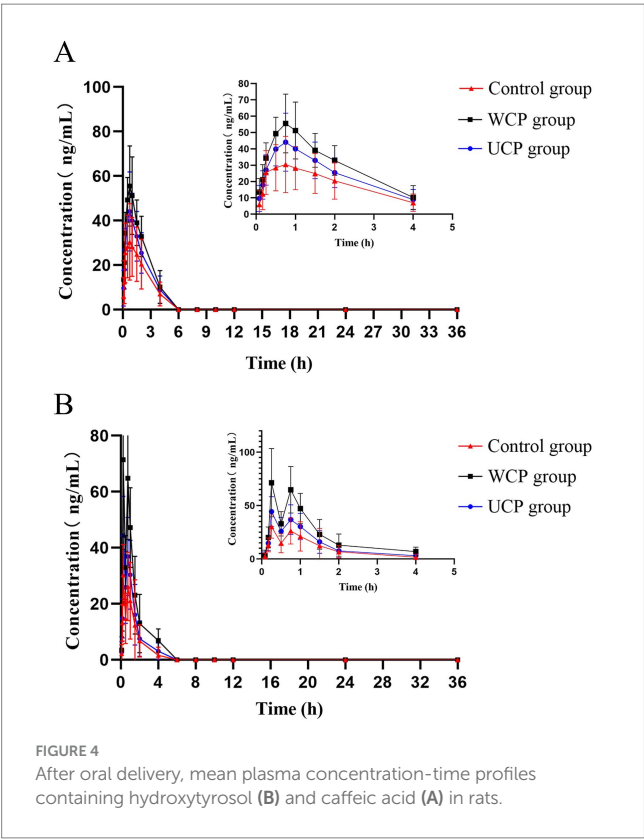 A
Concentration( ng/mL)
100
80
60
40
20
0
0 3 6 9 12 15 18 21 24 27 30 33 36
Time (h)
Concentration( ng/mL)
80
70
60
50
40
30
20
10
0
0 1 2 3 4 5
Time (h)
Control group
WCP group
UCP group
B
Concentration( ng/mL)
80
60
40
20
0
0 4 8 12 16 20 24 28 32 36
Time (h)
Concentration( ng/mL)
100
50
0
0 1 2 3 4 5
Time (h)
Control group
WCP group
UCP group
FIGURE 4
After oral delivery, mean plasma concentration-time profiles
containing hydroxytyrosol (B) and caffeic acid (A) in rats.